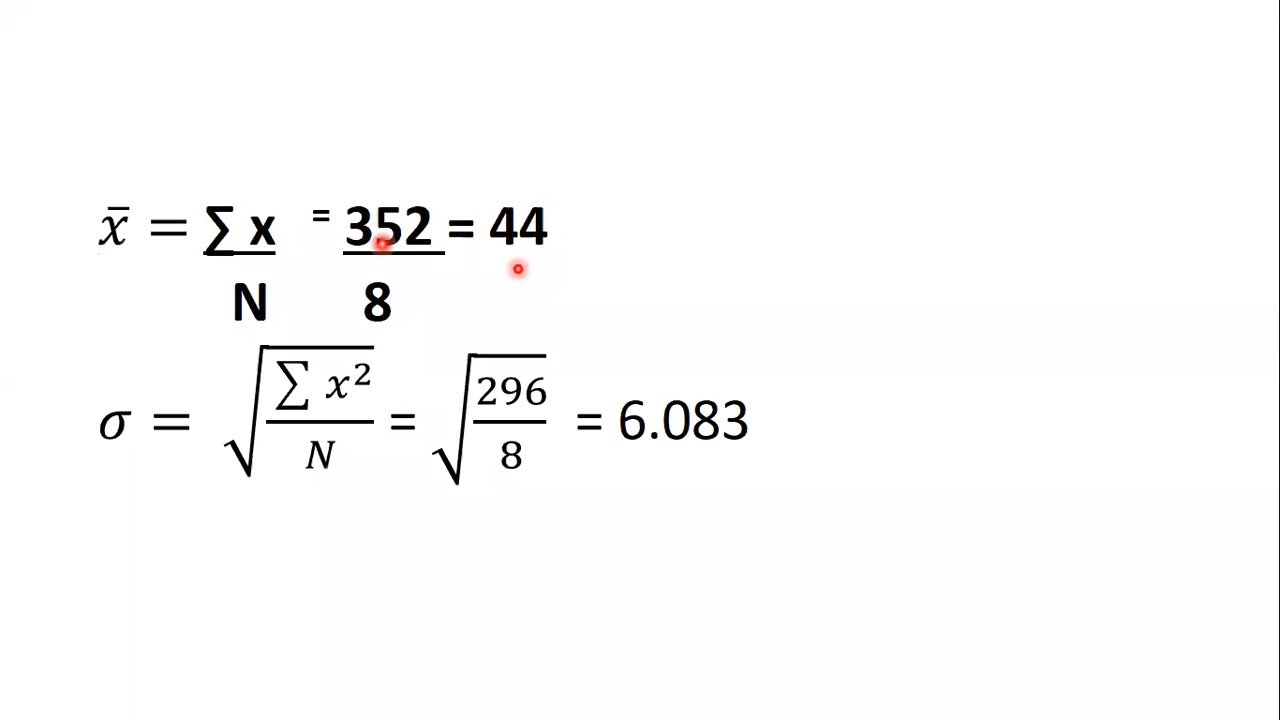 x̄ = ∑ x = 352 = 44
N 8
σ = √(∑ x²/N) = √(296/8) = 6.083